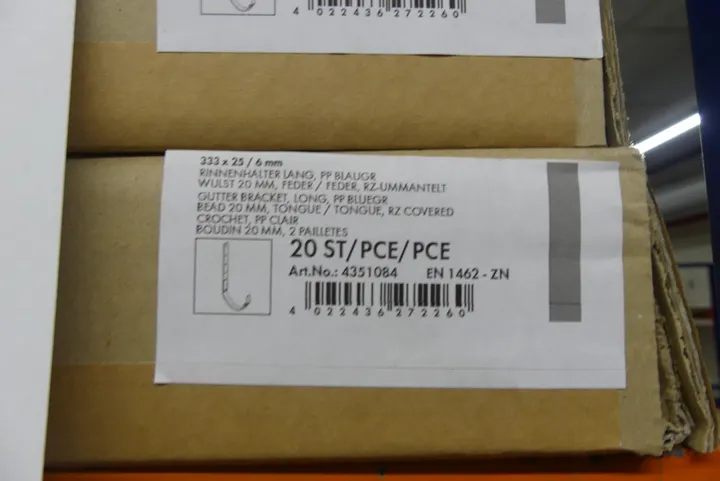 4 022436 272260
333 x 25 / 6 mm
RINNENHALTER LANG, PP BLAUGR
WULST 20 MM, FEDER / FEDER, RZ-UMMANTELT
GUTTER BRACKET, LONG, PP BLUEGR
BEAD 20 MM, TONGUE / TONGUE, RZ COVERED
CROCHET, PP CLAIR
BOUDIN 20 MM, 2 PAILLETES
20 ST/PCE/PCE
Art.No.: 4351084 EN 1462 - ZN
4 022436 272260